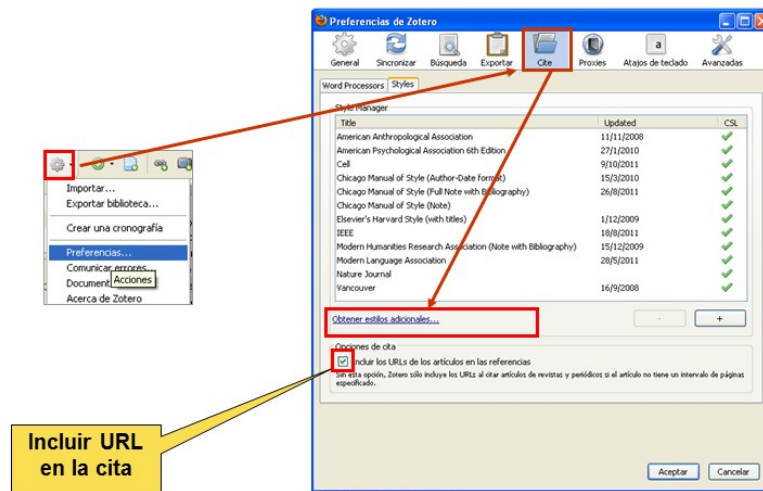 Preferencias de Zotero
General Sincronizar Búsqueda Exportar Cite Proxies Atajos de teclado Avanzadas
Word Processors Styles
Style Manager
Title Updated CSL
American Anthropological Association 11/11/2008
American Psychological Association 6th Edition 27/1/2010
Cell 9/10/2011
Chicago Manual of Style (Author-Date format) 15/3/2010
Chicago Manual of Style (Full Note with Bibliography) 26/8/2011
Chicago Manual of Style (Note)
Elsevier's Harvard Style (with titles) 1/12/2009
IEEE 18/8/2011
Modern Humanities Research Association (Note with Bibliography) 15/12/2009
Modern Language Association 28/5/2011
Nature Journal
Vancouver 16/9/2008
Obtener estilos adicionales... - +
Opciones de cita
Incluir los URLs de los artículos en las referencias
Sin esta opción, Zotero sólo incluye los URLs al citar artículos de revistas y periódicos si el artículo no tiene un intervalo de páginas
especificado.
Aceptar Cancelar
Importar...
Exportar biblioteca...
Crear una cronografía
Preferencias...
Comunicar errores...
Document
Acciones
Acerca de Zotero
Incluir URL
en la cita